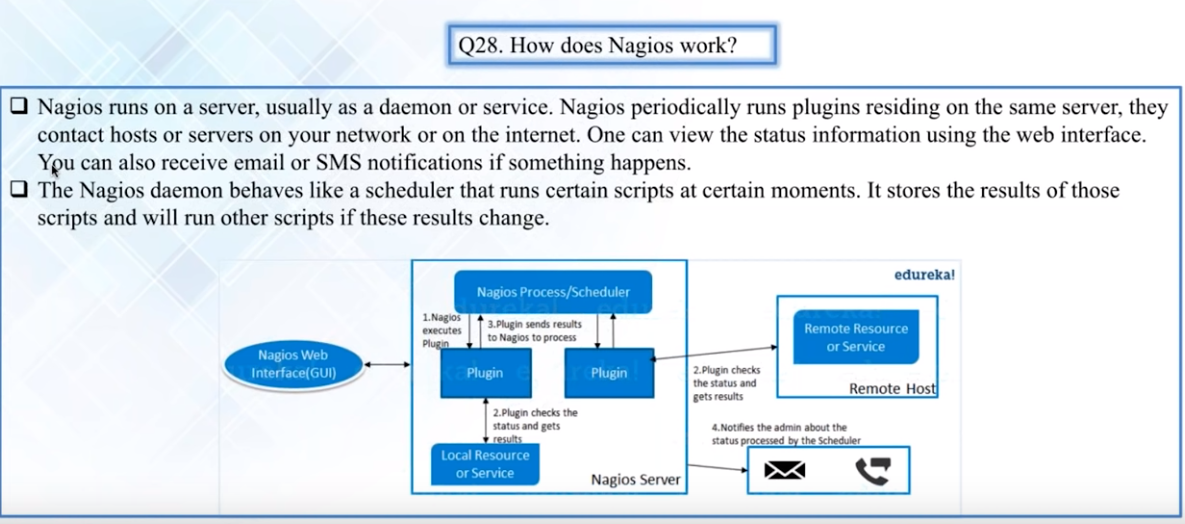 Q28. How does Nagios work?
❑ Nagios runs on a server, usually as a daemon or service. Nagios periodically runs plugins residing on the same server, they
contact hosts or servers on your network or on the internet. One can view the status information using the web interface.
You can also receive email or SMS notifications if something happens.
❑ The Nagios daemon behaves like a scheduler that runs certain scripts at certain moments. It stores the results of those
scripts and will run other scripts if these results change.
edureka!
Nagios Process/Scheduler
1.Nagios
executes
Plugin
3.Plugin sends results
to Nagios to process
Nagios Web
Interface(GUI)
Plugin
Plugin
2.Plugin checks the
status and gets
results
Local Resource
or Service
Nagios Server
2.Plugin checks
the status and
gets results
Remote Resource
or Service
Remote Host
4.Notifies the admin about the
status processed by the Scheduler